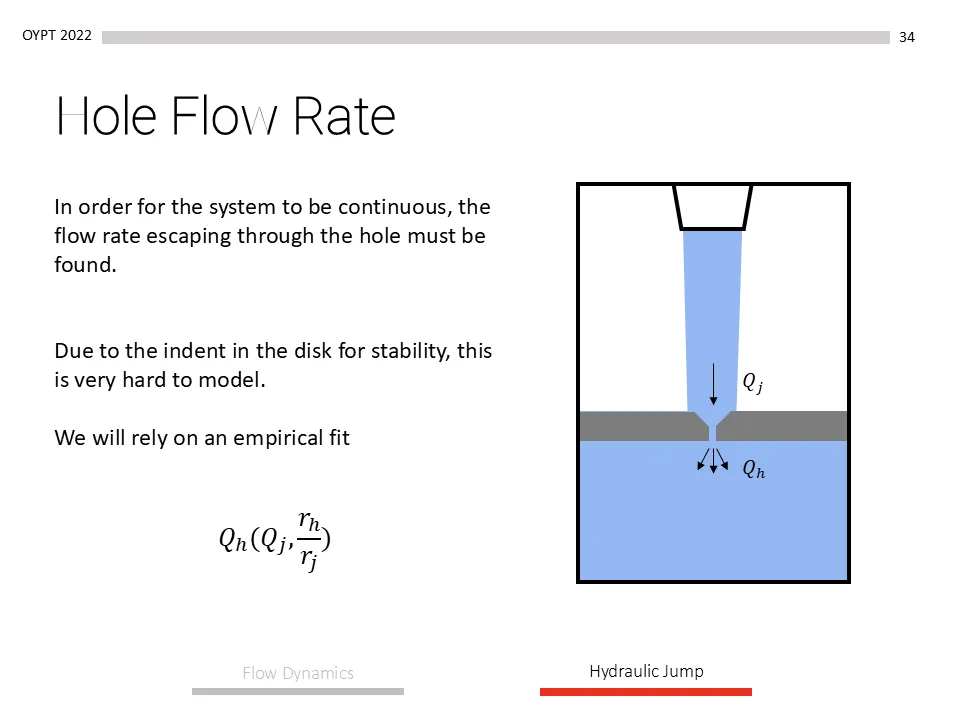 OYPT 2022
34
Hole Flow Rate
In order for the system to be continuous, the
flow rate escaping through the hole must be
found.
Due to the indent in the disk for stability, this
is very hard to model.
We will rely on an empirical fit
Q_h(Q_j, r_h/r_j)
Q_j
Q_h
Flow Dynamics
Hydraulic Jump